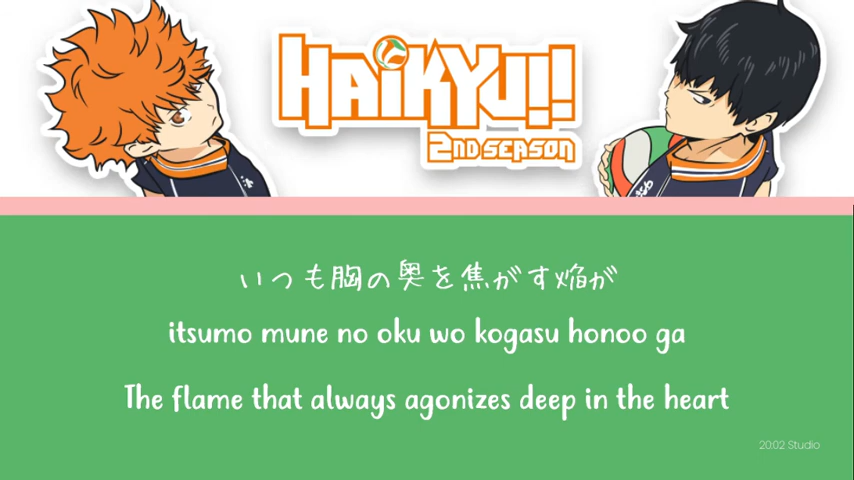 HAiKYU!!
2ND SEASON
いつも胸の奥を焦がす焔が
itsumo mune no oku wo kogasu honoo ga
The flame that always agonizes deep in the heart
20:02 Studio